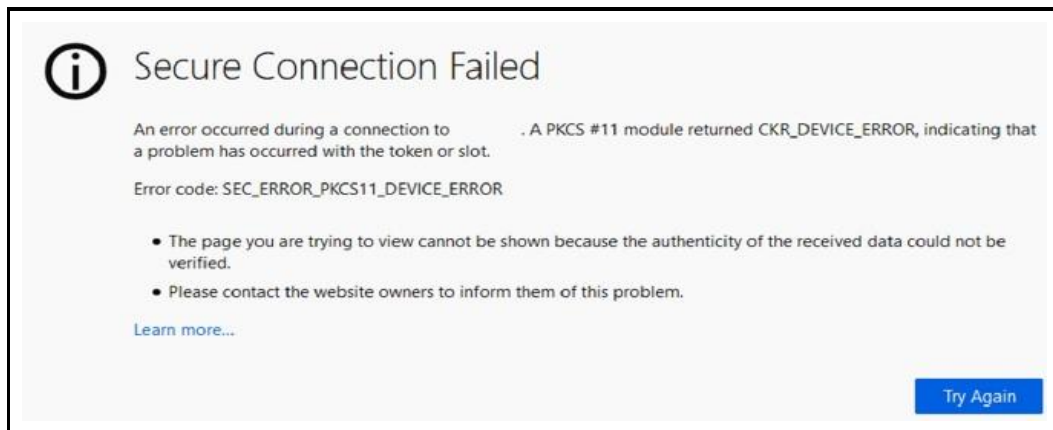 Secure Connection Failed
An error occurred during a connection to . A PKCS #11 module returned CKR_DEVICE_ERROR, indicating that
a problem has occurred with the token or slot.
Error code: SEC_ERROR_PKCS11_DEVICE_ERROR
• The page you are trying to view cannot be shown because the authenticity of the received data could not be
verified.
• Please contact the website owners to inform them of this problem.
Learn more...
Try Again